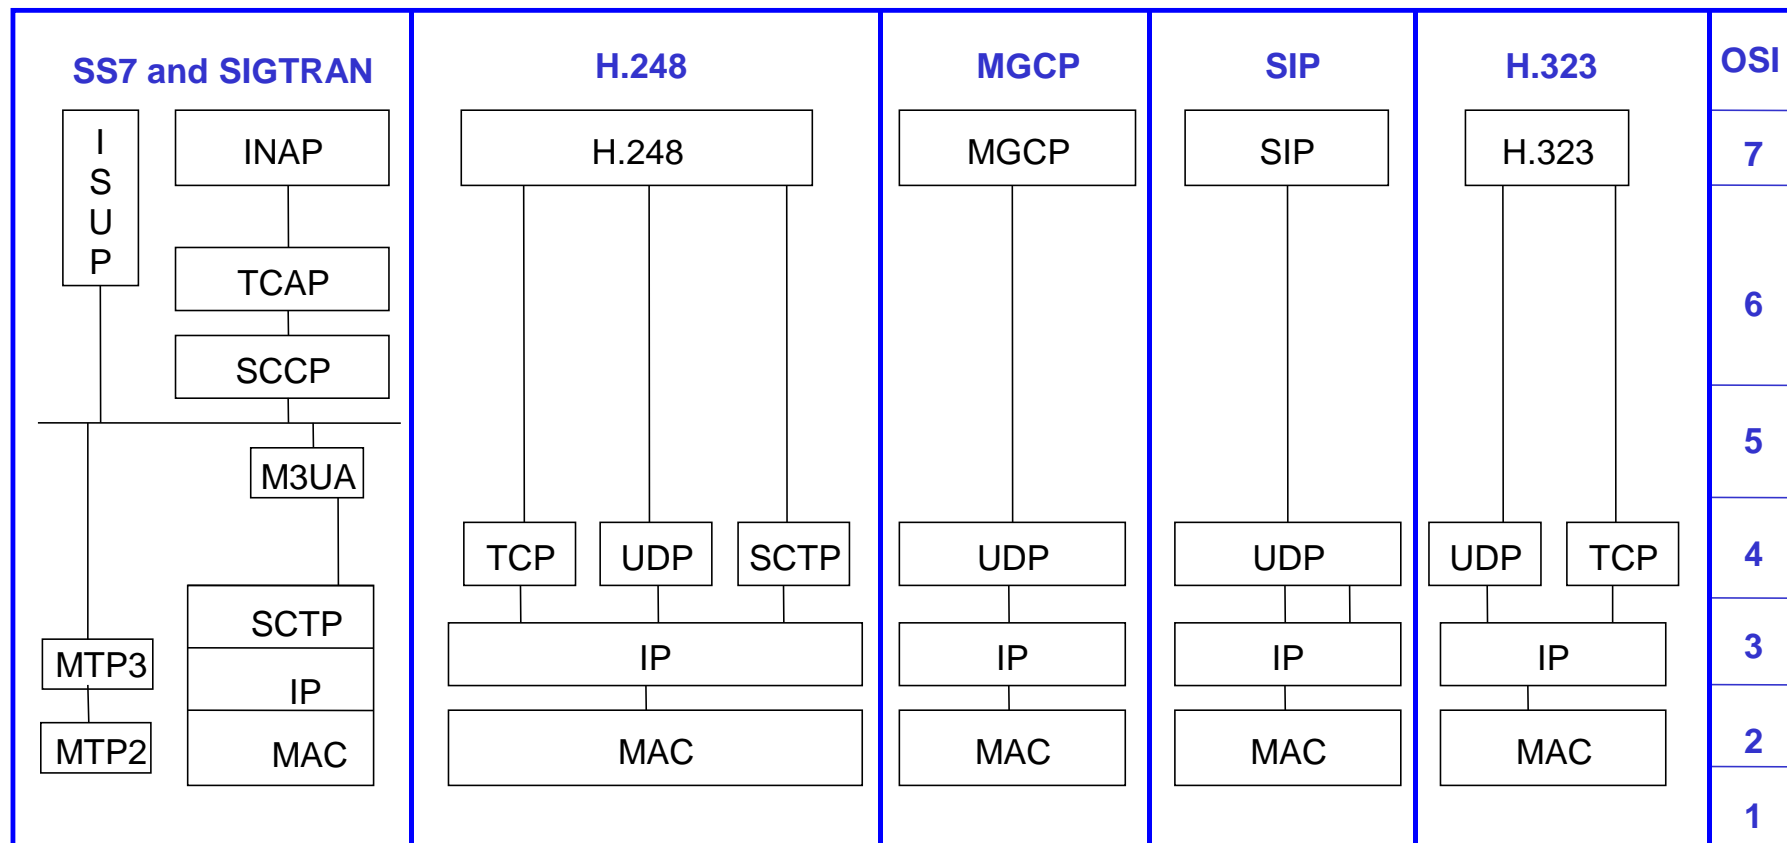 SS7 and SIGTRAN
H.248
MGCP
SIP
H.323
OSI
I
S
U
P
INAP
H.248
MGCP
SIP
H.323
7
TCAP
6
SCCP
5
M3UA
TCP
UDP
SCTP
UDP
UDP
UDP
TCP
4
SCTP
MTP3
IP
IP
IP
IP
IP
3
MTP2
MAC
MAC
MAC
MAC
MAC
2
1